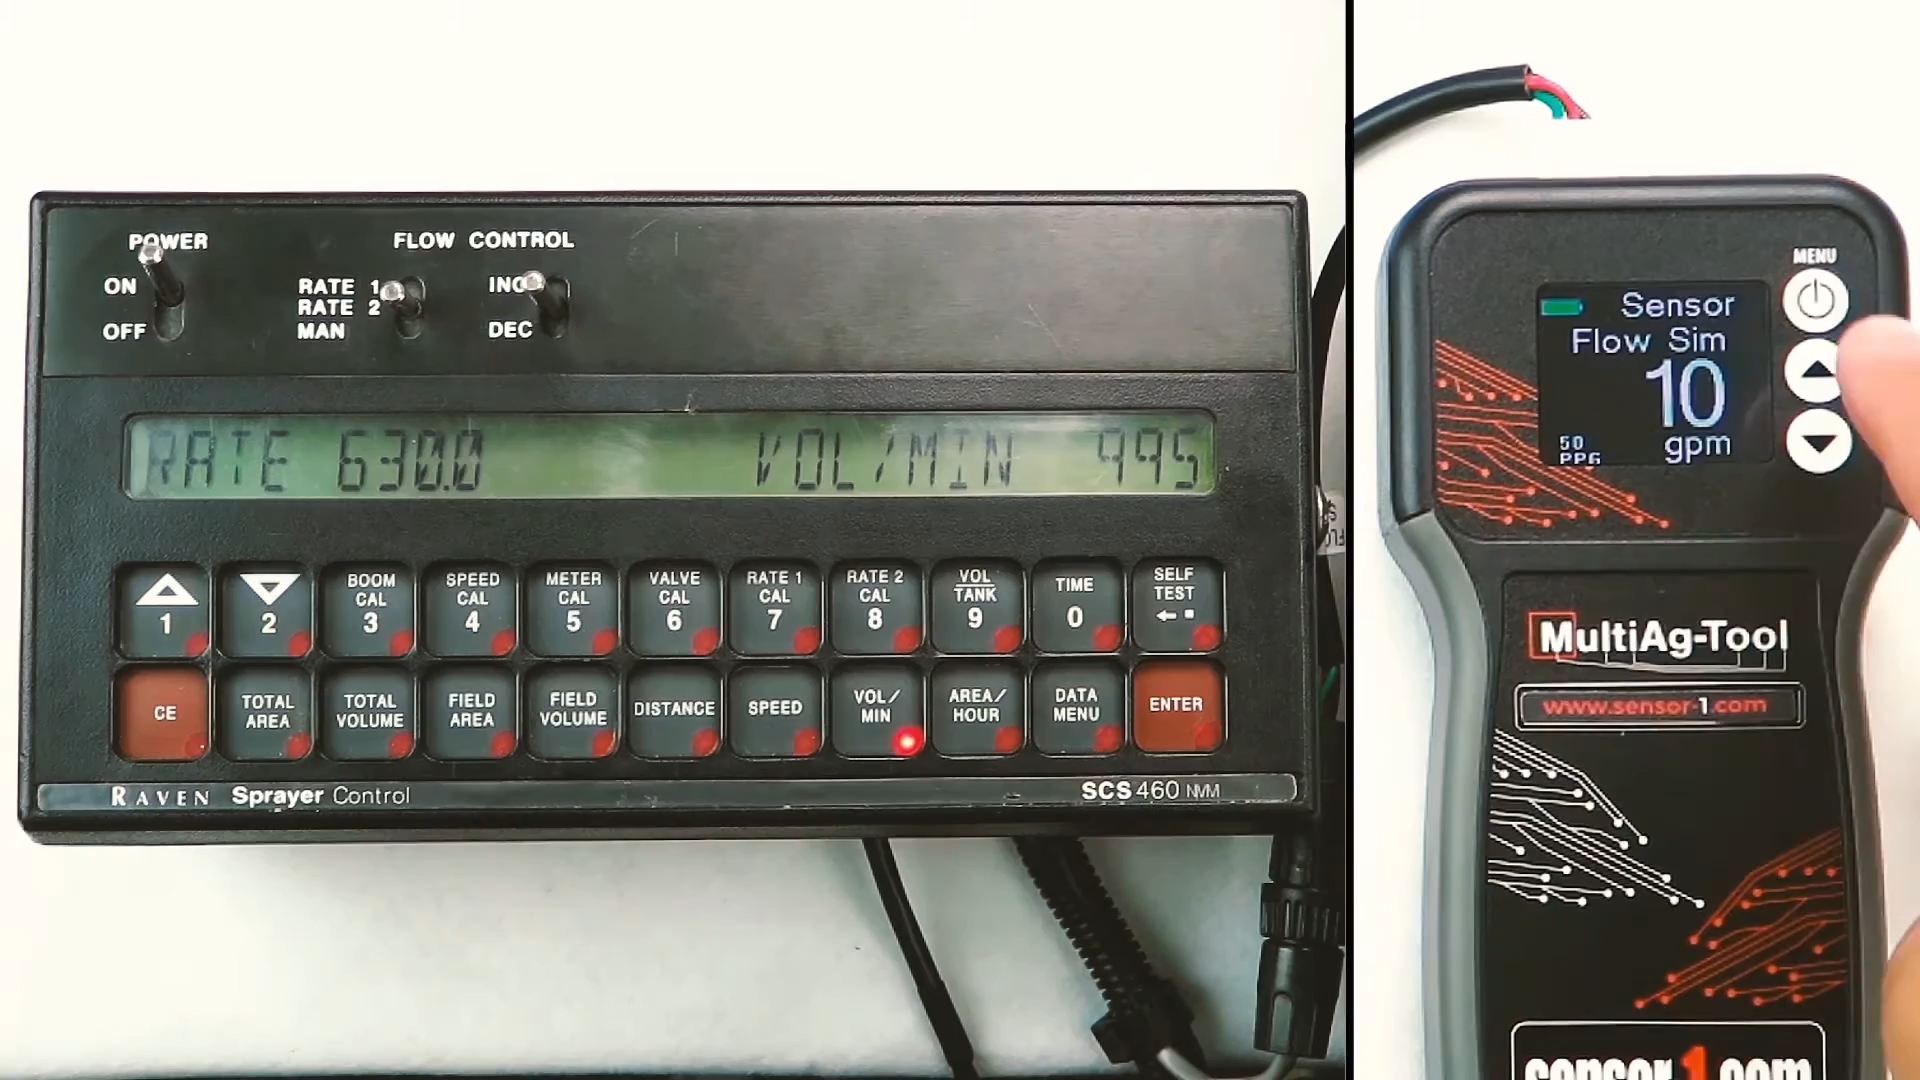 POWER
ON
OFF
FLOW CONTROL
RATE 1
RATE 2
MAN
INC
DEC
RATE 630.0 VOL/MIN 995
1
2
BOOM CAL 3
SPEED CAL 4
METER CAL 5
VALVE CAL 6
RATE 1 CAL 7
RATE 2 CAL 8
VOL TANK 9
TIME 0
SELF TEST
CE
TOTAL AREA
TOTAL VOLUME
FIELD AREA
FIELD VOLUME
DISTANCE
SPEED
VOL/ MIN
AREA/ HOUR
DATA MENU
ENTER
RAVEN Sprayer Control
SCS 460 NVM
MENU
Sensor
Flow Sim
10
50 PPG
gpm
MultiAg-Tool
www.sensor-1.com
sensor-1.com